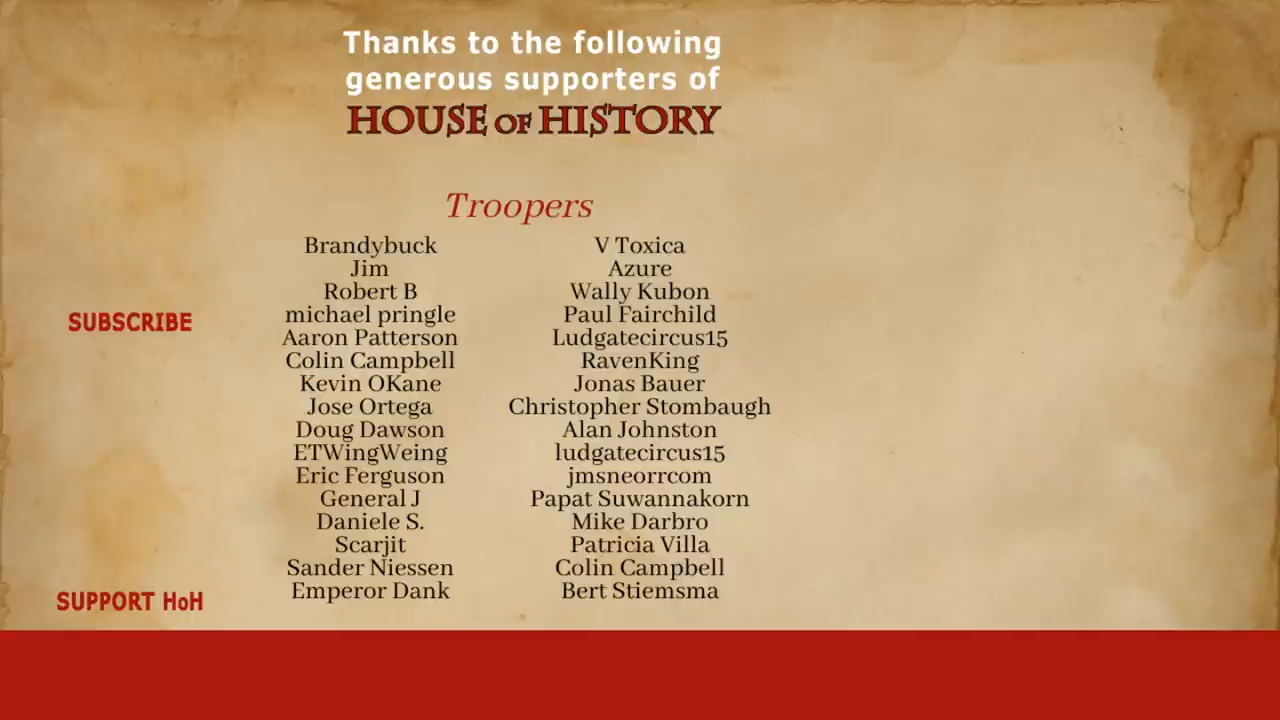 Thanks to the following
generous supporters of
HOUSE OF HISTORY
Troopers
Brandybuck
Jim
Robert B
michael pringle
Aaron Patterson
Colin Campbell
Kevin OKane
Jose Ortega
Doug Dawson
ETWingWeing
Eric Ferguson
General J
Daniele S.
Scarjit
Sander Niessen
Emperor Dank
V Toxica
Azure
Wally Kubon
Paul Fairchild
Ludgatecircus15
RavenKing
Jonas Bauer
Christopher Stombaugh
Alan Johnston
ludgatecircus15
jmsneorrcom
Papat Suwannakorn
Mike Darbro
Patricia Villa
Colin Campbell
Bert Stiemsma
SUBSCRIBE
SUPPORT HoH